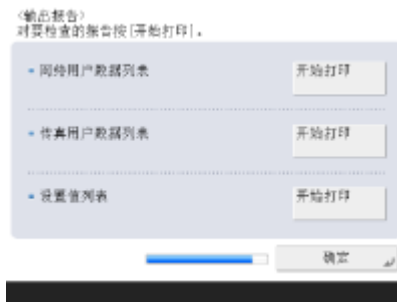 <输出报告>
对要检查的报告按[开始打印]。
网络用户数据列表
开始打印
传真用户数据列表
开始打印
设置值列表
开始打印
确定